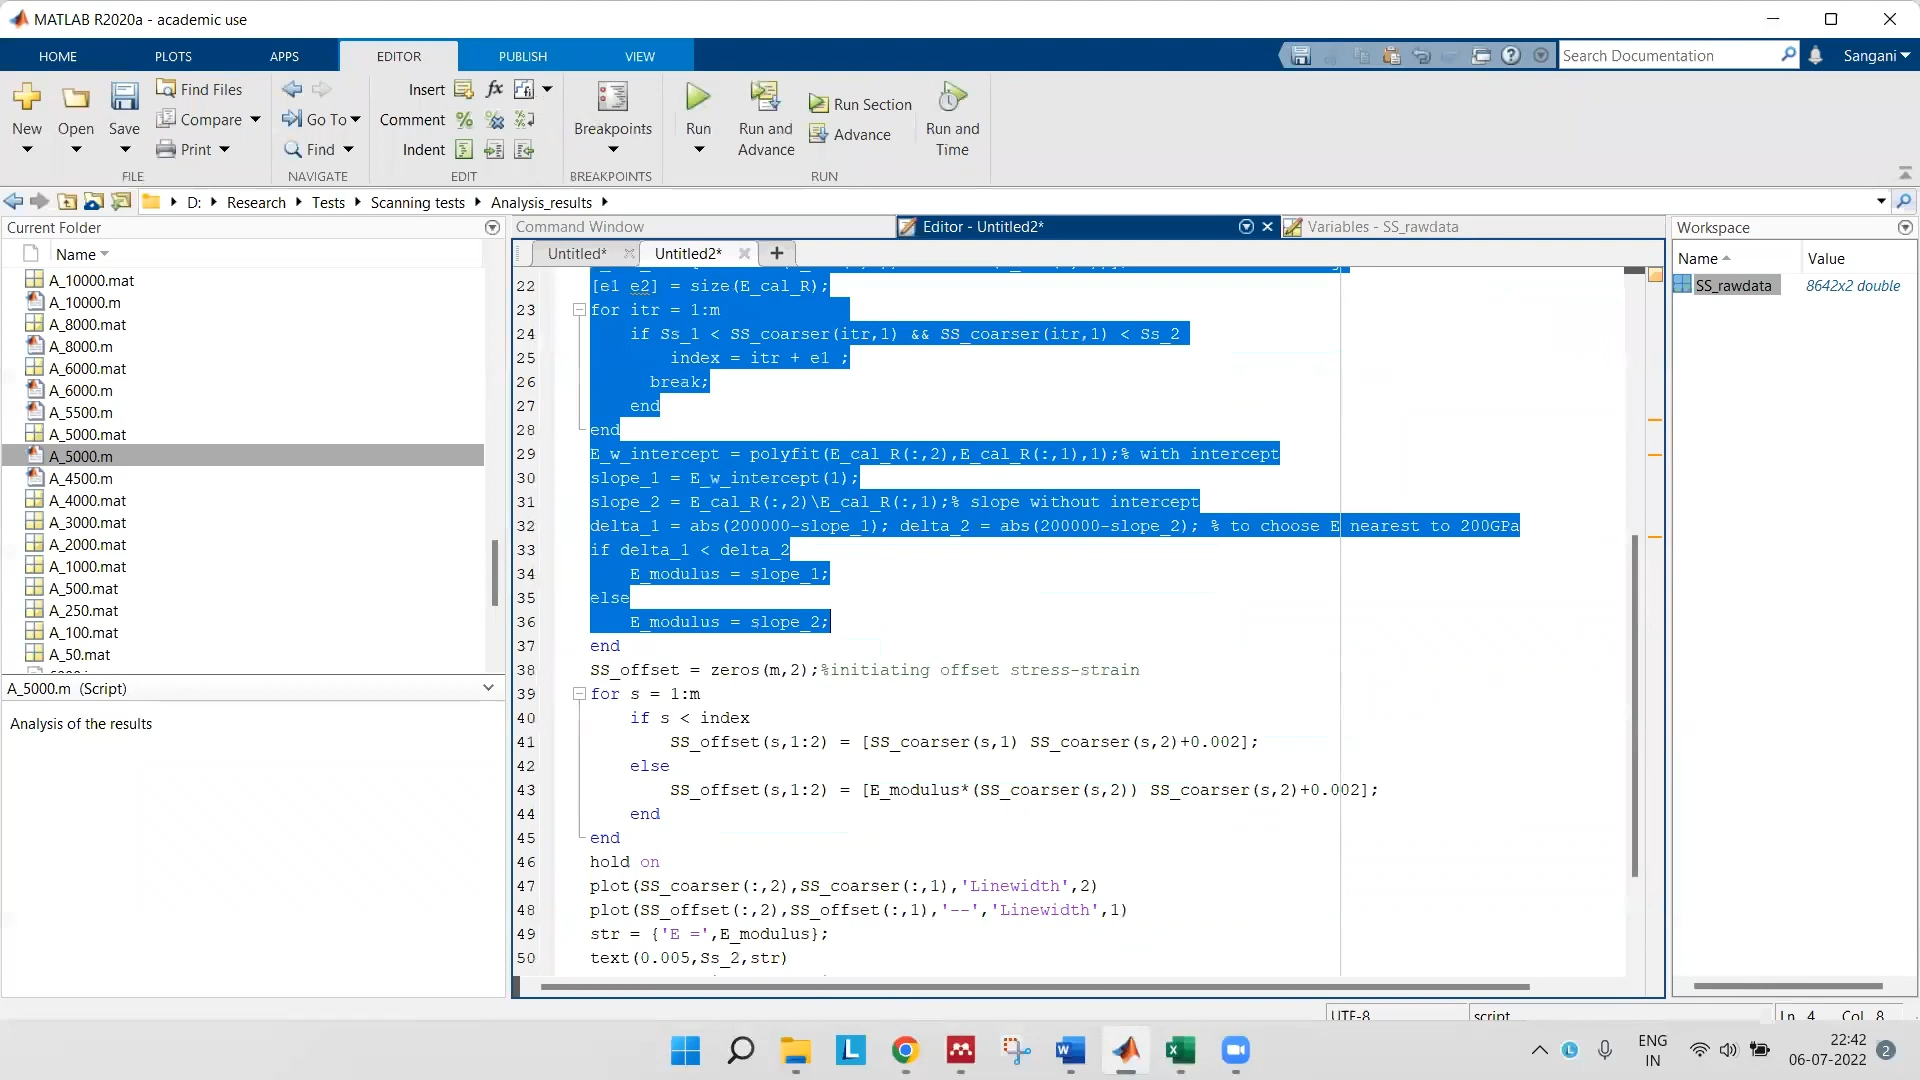 MATLAB R2020a - academic use
HOME PLOTS APPS EDITOR PUBLISH VIEW
Search Documentation
Sangani
New Open Save
Find Files
Compare
Print
FILE
Go To
Find
NAVIGATE
Insert fx
Comment
Indent
EDIT
Breakpoints
BREAKPOINTS
Run
Run and Advance
Run Section
Advance
Run and Time
RUN
D: Research Tests Scanning tests Analysis_results
Current Folder
Name
A_10000.mat
A_10000.m
A_8000.mat
A_8000.m
A_6000.mat
A_6000.m
A_5500.m
A_5000.mat
A_5000.m
A_4500.m
A_4000.mat
A_3000.mat
A_2000.mat
A_1000.mat
A_500.mat
A_250.mat
A_100.mat
A_50.mat
A_5000.m (Script)
Analysis of the results
Command Window
Editor - Untitled2*
Variables - SS_rawdata
Untitled* Untitled2*
22 [e1 e2] = size(E_cal_R);
23 for itr = 1:m
24 if Ss_1 < SS_coarser(itr,1) && SS_coarser(itr,1) < Ss_2
25 index = itr + e1 ;
26 break;
27 end
28 end
29 E_w_intercept = polyfit(E_cal_R(:,2),E_cal_R(:,1),1);% with intercept
30 slope_1 = E_w_intercept(1);
31 slope_2 = E_cal_R(:,2)\E_cal_R(:,1);% slope without intercept
32 delta_1 = abs(200000-slope_1); delta_2 = abs(200000-slope_2); % to choose E nearest to 200GPa
33 if delta_1 < delta_2
34 E_modulus = slope_1;
35 else
36 E_modulus = slope_2;
37 end
38 SS_offset = zeros(m,2);%initiating offset stress-strain
39 for s = 1:m
40 if s < index
41 SS_offset(s,1:2) = [SS_coarser(s,1) SS_coarser(s,2)+0.002];
42 else
43 SS_offset(s,1:2) = [E_modulus*(SS_coarser(s,2)) SS_coarser(s,2)+0.002];
44 end
45 end
46 hold on
47 plot(SS_coarser(:,2),SS_coarser(:,1),'Linewidth',2)
48 plot(SS_offset(:,2),SS_offset(:,1),'--','Linewidth',1)
49 str = {'E =',E_modulus};
50 text(0.005,Ss_2,str)
Workspace
Name Value
SS_rawdata 8642x2 double
UTF-8 script Ln 4 Col 8
ENG
IN
22:42
06-07-2022
2